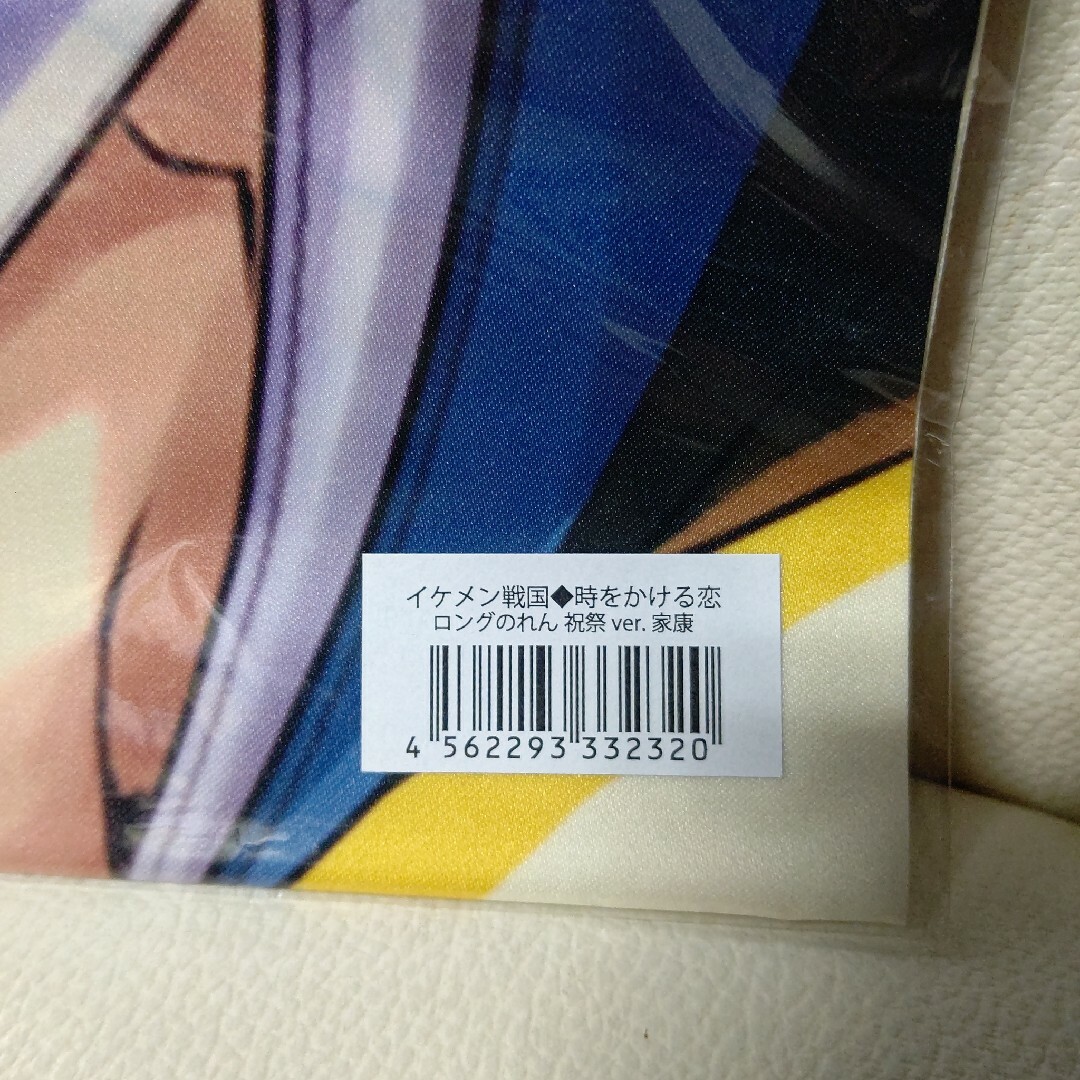 イケメン戦国◆時をかける恋
ロングのれん 祝祭 ver. 家康
4 562293 332320